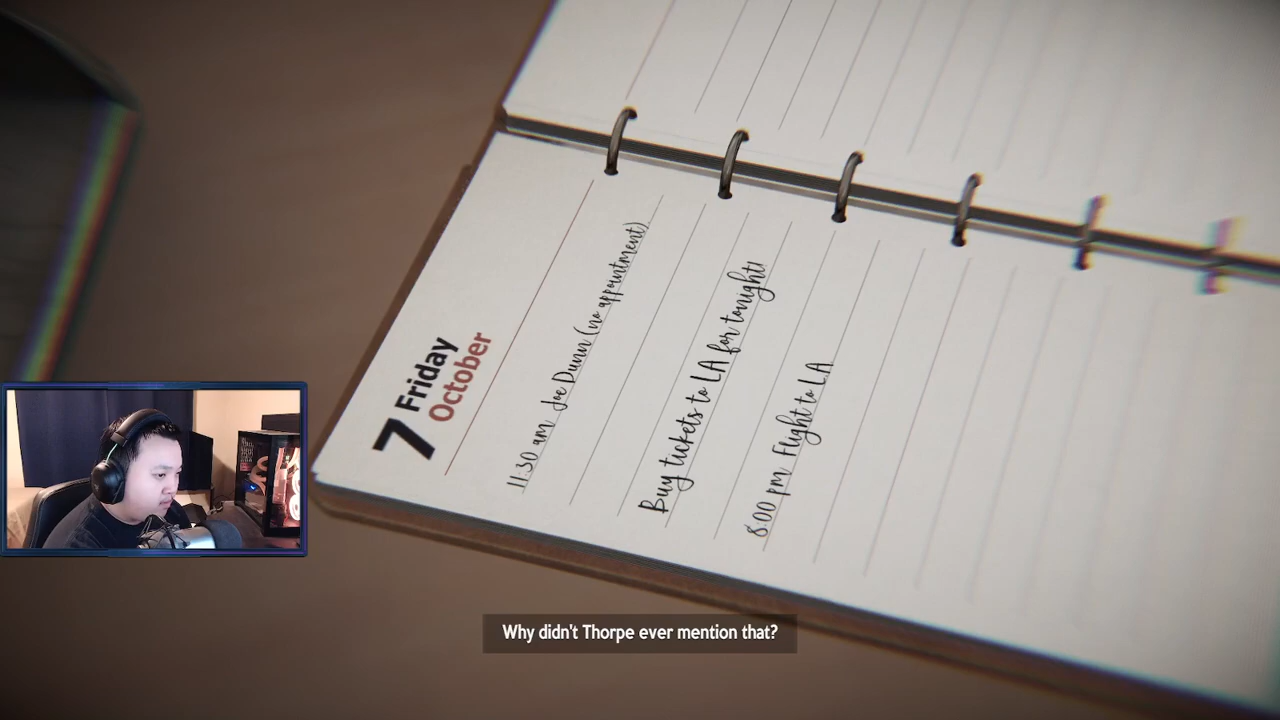 7 Friday
October
11:30 am Joe Dunn (no appointment)
Buy tickets to LA for tonight!
8:00 pm Flight to LA
Why didn't Thorpe ever mention that?